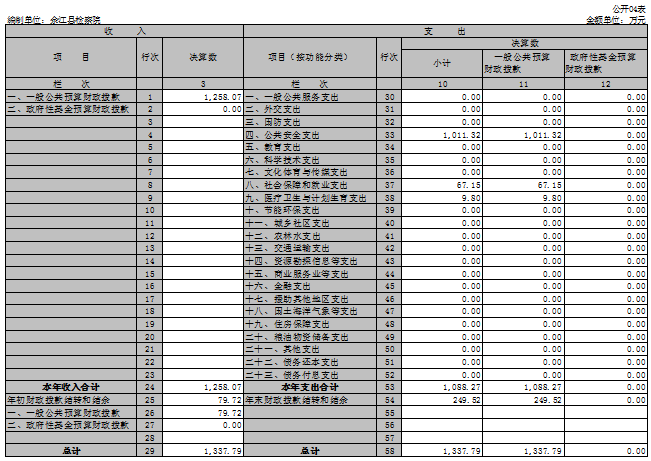 公开04表
编制单位：余江县检察院 金额单位：万元
收 入 支 出
项 目 行次 决算数 项目（按功能分类） 行次 决算数
小计 一般公共预算财政拨款 政府性基金预算财政拨款
栏 次 3 栏 次 10 11 12
一、一般公共预算财政拨款 1 1,258.07 一、一般公共服务支出 30 0.00 0.00 0.00
二、政府性基金预算财政拨款 2 0.00 二、外交支出 31 0.00 0.00 0.00
3 三、国防支出 32 0.00 0.00 0.00
4 四、公共安全支出 33 1,011.32 1,011.32 0.00
5 五、教育支出 34 0.00 0.00 0.00
6 六、科学技术支出 35 0.00 0.00 0.00
7 七、文化体育与传媒支出 36 0.00 0.00 0.00
8 八、社会保障和就业支出 37 67.15 67.15 0.00
9 九、医疗卫生与计划生育支出 38 9.80 9.80 0.00
10 十、节能环保支出 39 0.00 0.00 0.00
11 十一、城乡社区支出 40 0.00 0.00 0.00
12 十二、农林水支出 41 0.00 0.00 0.00
13 十三、交通运输支出 42 0.00 0.00 0.00
14 十四、资源勘探信息等支出 43 0.00 0.00 0.00
15 十五、商业服务业等支出 44 0.00 0.00 0.00
16 十六、金融支出 45 0.00 0.00 0.00
17 十七、援助其他地区支出 46 0.00 0.00 0.00
18 十八、国土海洋气象等支出 47 0.00 0.00 0.00
19 十九、住房保障支出 48 0.00 0.00 0.00
20 二十、粮油物资储备支出 49 0.00 0.00 0.00
21 二十一、其他支出 50 0.00 0.00 0.00
22 二十二、债务还本支出 51 0.00 0.00 0.00
23 二十三、债务付息支出 52 0.00 0.00 0.00
本年收入合计 24 1,258.07 本年支出合计 53 1,088.27 1,088.27 0.00
年初财政拨款结转和结余 25 79.72 年末财政拨款结转和结余 54 249.52 249.52 0.00
一、一般公共预算财政拨款 26 79.72 55
二、政府性基金预算财政拨款 27 0.00 56
28 57
总计 29 1,337.79 总计 58 1,337.79 1,337.79 0.00